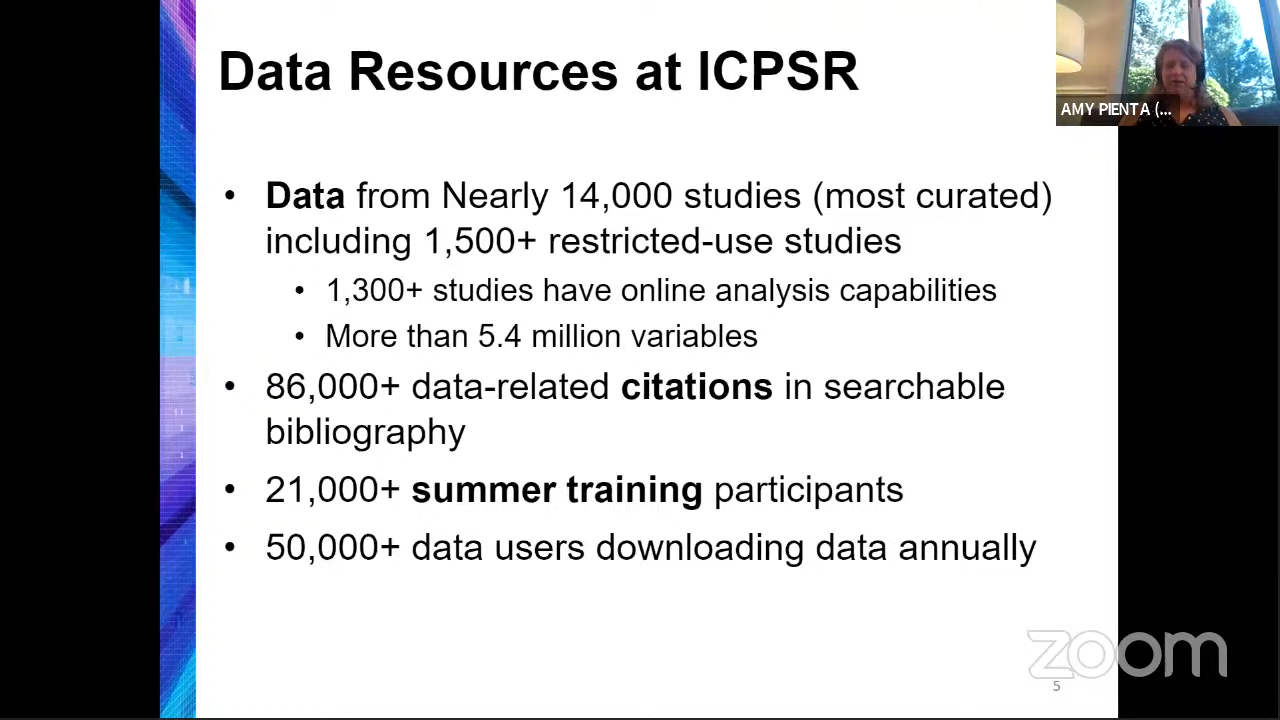 Data Resources at ICPSR
AMY PIENTA (...
• Data from Nearly 14,000 studies (most curated)
including 1,500+ restricted-use studies
• 1,300+ studies have online analysis capabilities
• More than 5.4 million variables
• 86,000+ data-related citations in searchable
bibliography
• 21,000+ summer training participants
• 50,000+ data users downloading data annually
zoom
5